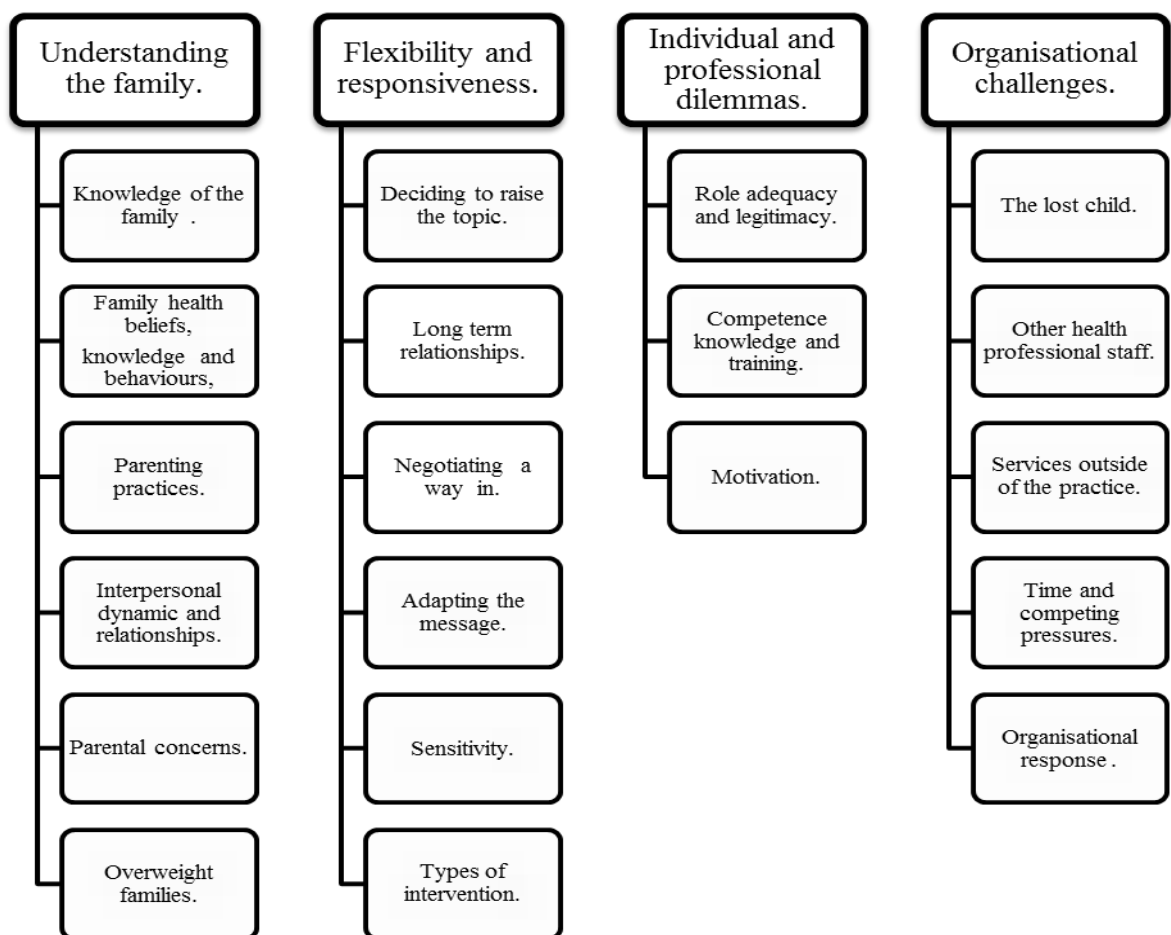 Understanding
the family.
Knowledge of the
family .
Family health
beliefs,
knowledge and
behaviours,
Parenting
practices.
Interpersonal
dynamic and
relationships.
Parental concerns.
Overweight
families.
Flexibility and
responsiveness.
Deciding to raise
the topic.
Long term
relationships.
Negotiating a
way in.
Adapting the
message.
Sensitivity.
Types of
intervention.
Individual and
professional
dilemmas.
Role adequacy
and legitimacy.
Competence
knowledge and
training.
Motivation.
Organisational
challenges.
The lost child.
Other health
professional staff.
Services outside
of the practice.
Time and
competing
pressures.
Organisational
response .